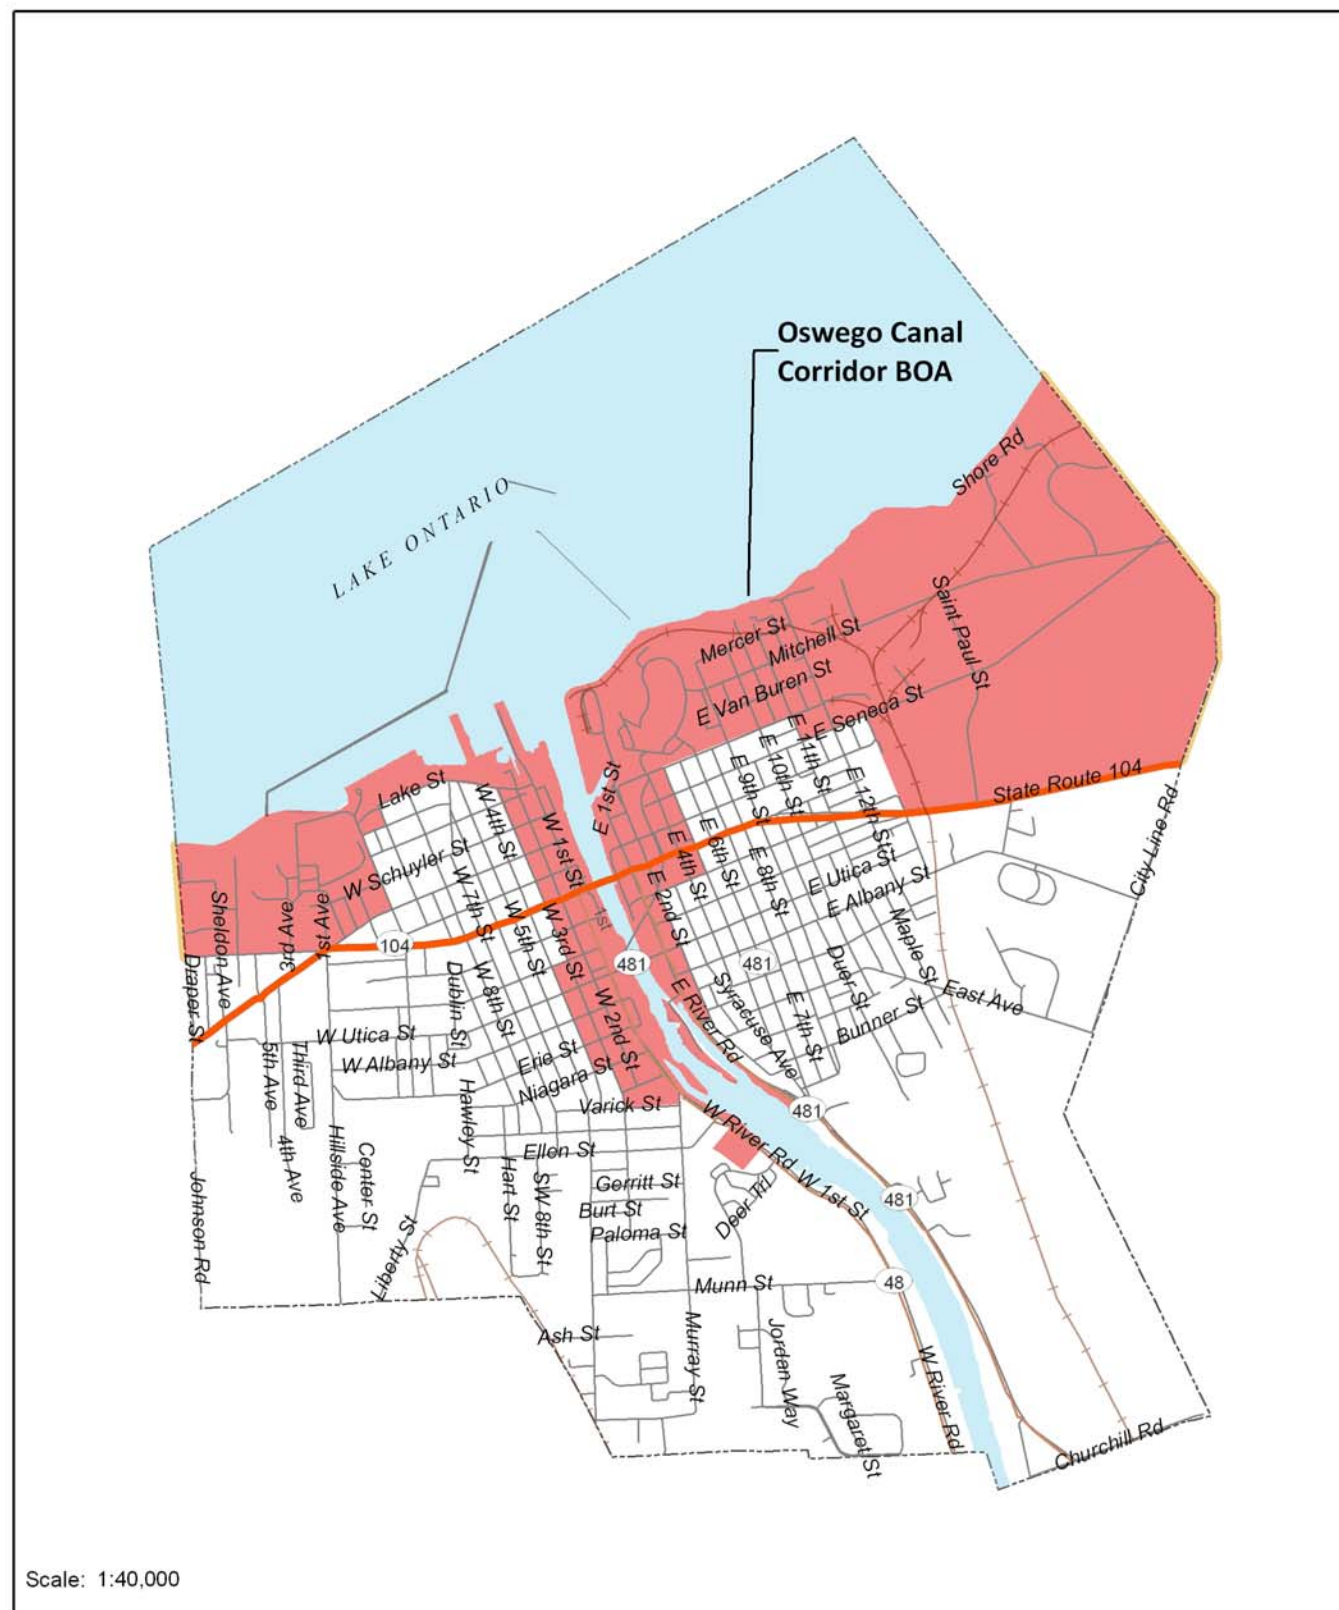 Oswego Canal
Corridor BOA
LAKE ONTARIO
Shore Rd
Saint Paul St
Mercer St
Mitchell St
E Van Buren St
E Seneca St
E 11th St
E 10th St
E 9th St
E 12th St
St
State Route 104
Lake St
W 4th St
W 1st St
E 1st St
E 4th St
E 6th St
E 8th St
E Utica St
E Albany St
City Line Rd
W Schuyler St
W 7th St
W 5th St
W 3rd St
1st
E 2nd St
Sheldon Ave
3rd Ave
1st Ave
104
481
481
Maple St
Duer St
East Ave
Bunner St
Draper St
Dublin St
W 8th St
W 2nd St
E River Rd
Syracuse Ave
E 7th St
W Utica St
W Albany St
Erie St
Niagara St
5th Ave
Third Ave
4th Ave
Hillside Ave
Center St
Hawley St
Varick St
W River Rd
481
Ellen St
Johnson Rd
Liberty St
Hart St
SW 8th St
Gerritt St
Burt St
Paloma St
Deer Trl
W 1st St
481
48
Munn St
Ash St
Murray St
Jordan Way
Margaret St
W River Rd
Churchill Rd
Scale: 1:40,000